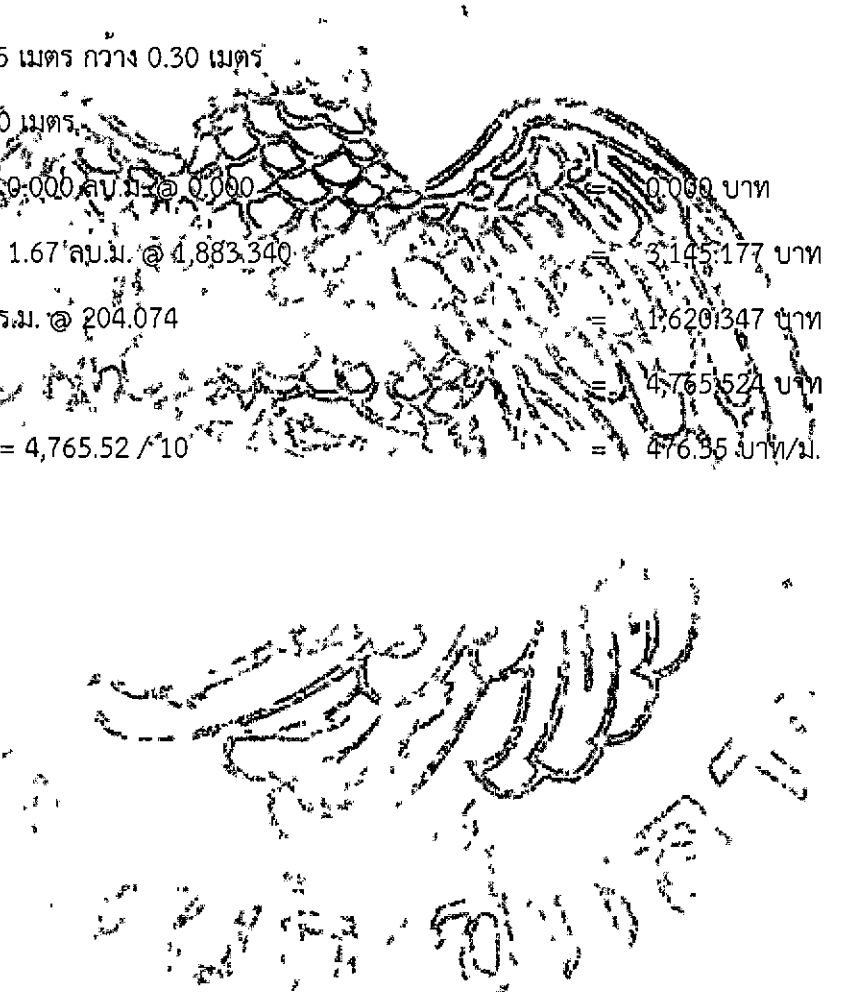 5 เมตร กว้าง 0.30 เมตร
0 เมตร
0.000 ลบ.ม. @ 0.000 = 0.000 บาท
1.67 ลบ.ม. @ 1,883.340 = 3,145.177 บาท
ร.ม. @ 204.074 = 1,620.347 บาท
= 4,765.524 บาท
= 4,765.52 / 10 = 476.55 บาท/ม.